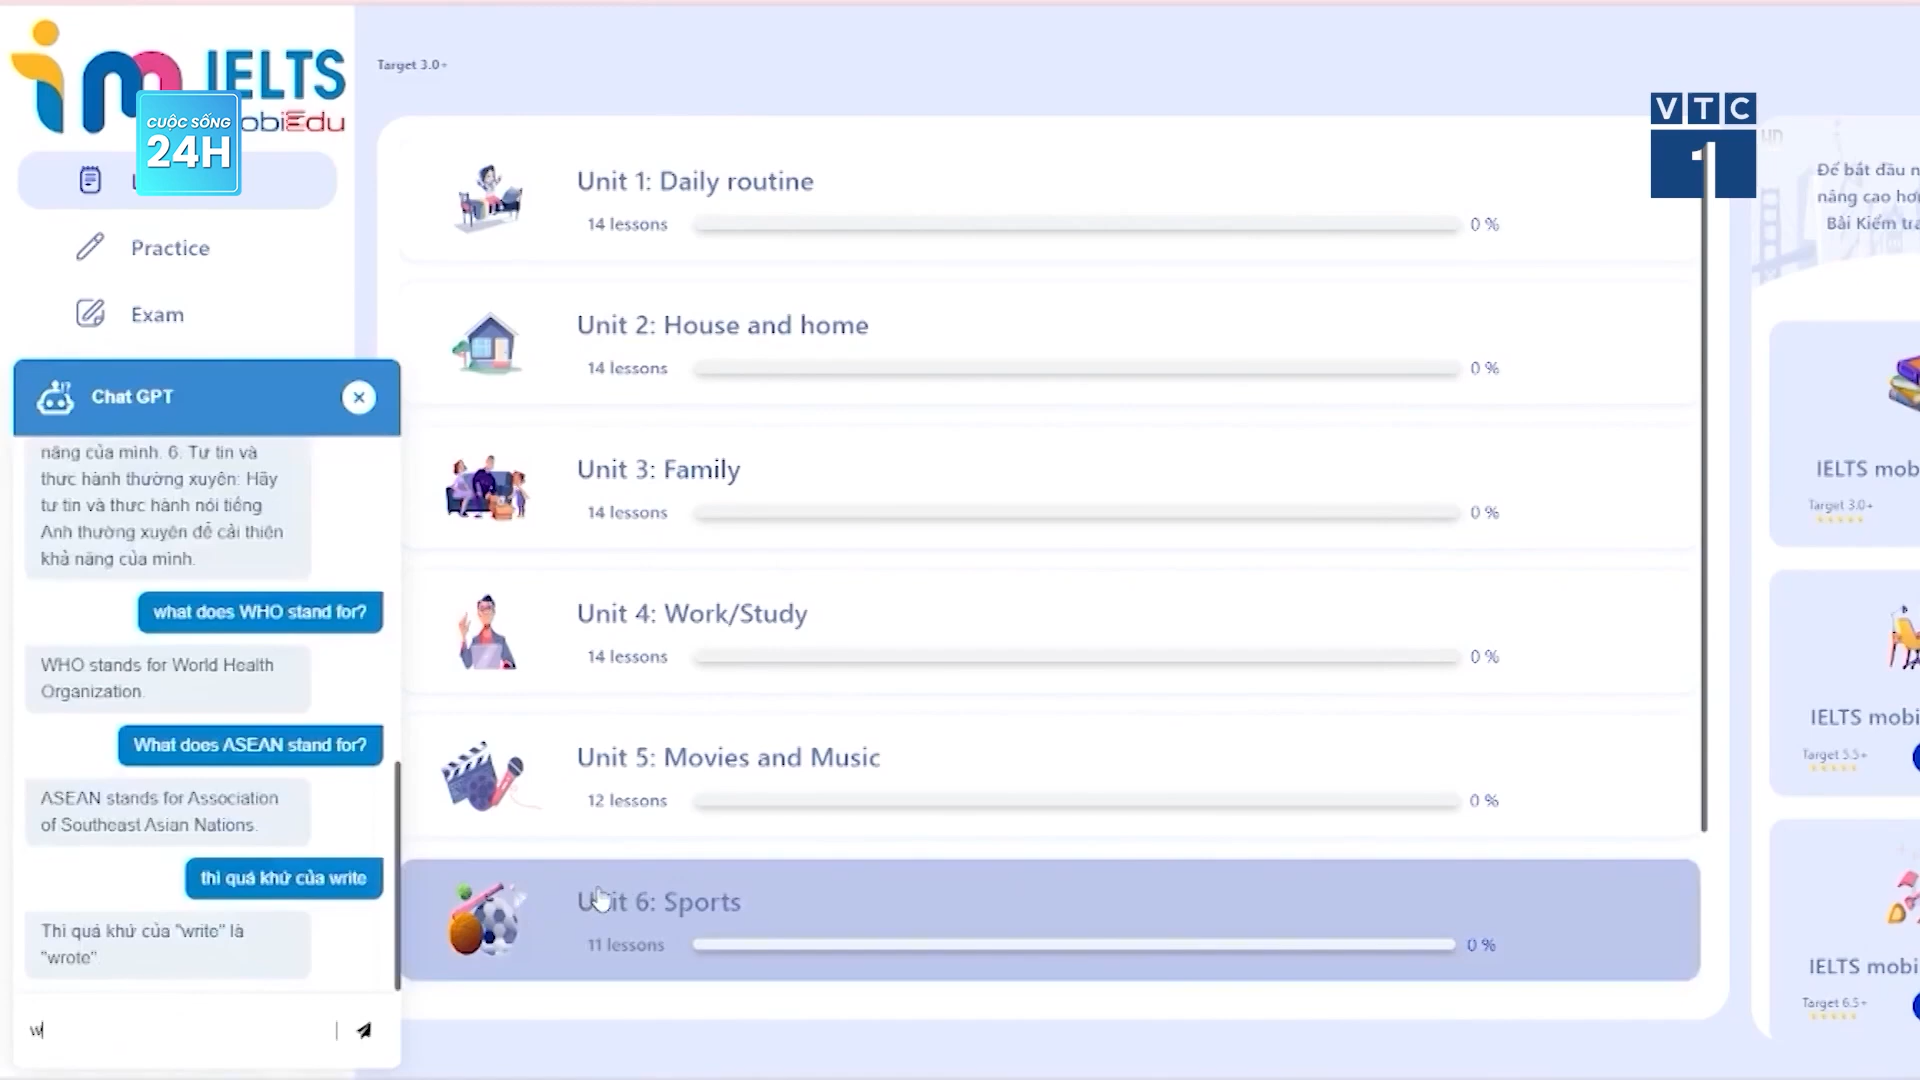 IELTS
obiEdu
CUỘC SỐNG
24H
Practice
Exam
Target 3.0+
Unit 1: Daily routine
14 lessons
0 %
Unit 2: House and home
14 lessons
0 %
Unit 3: Family
14 lessons
0 %
Unit 4: Work/Study
14 lessons
0 %
Unit 5: Movies and Music
12 lessons
0 %
Unit 6: Sports
11 lessons
0 %
Chat GPT
năng của mình. 6. Tự tin và
thực hành thường xuyên: Hãy
tự tin và thực hành nói tiếng
Anh thường xuyên để cải thiện
khả năng của mình.
what does WHO stand for?
WHO stands for World Health
Organization.
What does ASEAN stand for?
ASEAN stands for Association
of Southeast Asian Nations.
thì quá khứ của write
Thì quá khứ của "write" là
"wrote"
w
VTC
1
Để bắt đầu
nâng cao
Bài Kiểm
IELTS
Target 3.0+
IELTS
Target 5.5+
IELTS
Target 6.5+